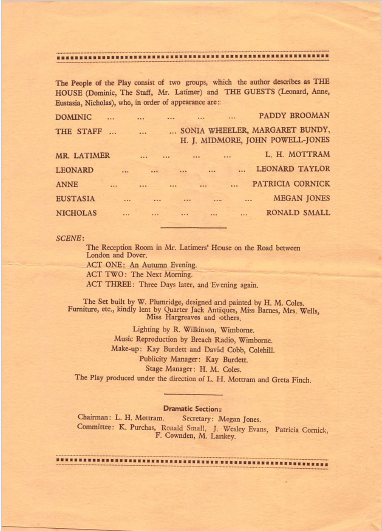 The People of the Play consist of two groups, which the author describes as THE
HOUSE (Dominic, The Staff, Mr. Latimer) and THE GUESTS (Leonard, Anne,
Eustasia, Nicholas), who, in order of appearance are:
DOMINIC ... ... ... ... ... PADDY BROOMAN
THE STAFF ... ... ... SONIA WHEELER, MARGARET BUNDY,
H. J. MIDMORE, JOHN POWELL-JONES
MR. LATIMER ... ... ... ... L. H. MOTTRAM
LEONARD ... ... ... ... LEONARD TAYLOR
ANNE ... ... ... ... ... PATRICIA CORNICK
EUSTASIA ... ... ... ... MEGAN JONES
NICHOLAS ... ... ... ... RONALD SMALL
SCENE:
The Reception Room in Mr. Latimers' House on the Road between
London and Dover.
ACT ONE: An Autumn Evening.
ACT TWO: The Next Morning.
ACT THREE: Three Days later, and Evening again.
The Set built by W. Plumridge, designed and painted by H. M. Coles.
Furniture, etc., kindly lent by Quarter Jack Antiques, Miss Barnes, Mrs. Wells,
Miss Hargreaves and others.
Lighting by R. Wilkinson, Wimborne.
Music Reproduction by Breach Radio, Wimborne.
Make-up: Kay Burdett and David Cobb, Colehill.
Publicity Manager: Kay Burdett.
Stage Manager: H. M. Coles.
The Play produced under the direction of L. H. Mottram and Greta Finch.
Dramatic Section:
Chairman: L. H. Mottram. Secretary: Megan Jones.
Committee: K. Purchas, Ronald Small, J. Wesley Evans, Patricia Cornick,
F. Cownden, M. Lankey.